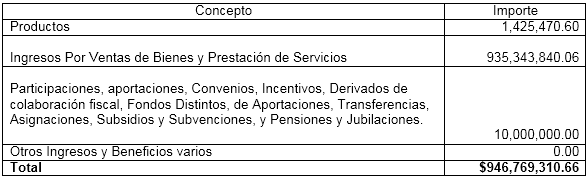 Concepto Importe
Productos 1,425,470.60
Ingresos Por Ventas de Bienes y Prestación de Servicios 935,343,840.06
Participaciones, aportaciones, Convenios, Incentivos, Derivados de
colaboración fiscal, Fondos Distintos, de Aportaciones, Transferencias,
Asignaciones, Subsidios y Subvenciones, y Pensiones y Jubilaciones.
10,000,000.00
Otros Ingresos y Beneficios varios 0.00
Total $946,769,310.66